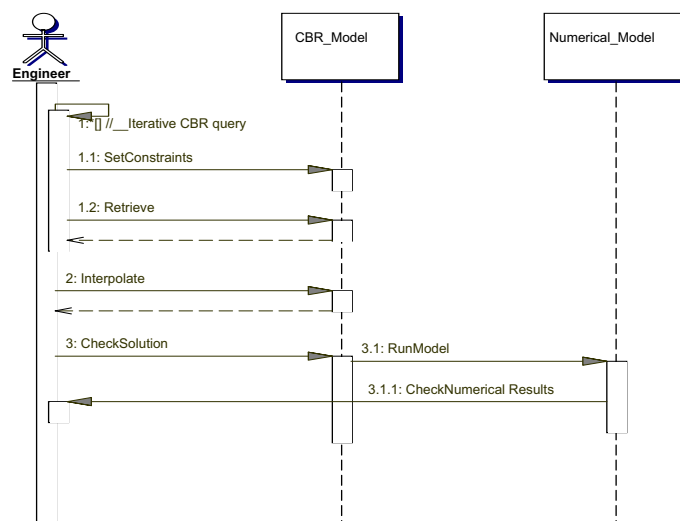 CBR_Model
Numerical_Model
Engineer
1:*[] //__Iterative CBR query
1.1: SetConstraints
1.2: Retrieve
2: Interpolate
3: CheckSolution
3.1: RunModel
3.1.1: CheckNumerical Results